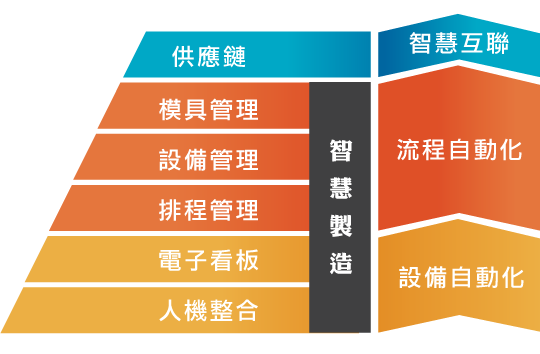 供應鏈
模具管理
設備管理
排程管理
電子看板
人機整合
智慧製造
智慧互聯
流程自動化
設備自動化